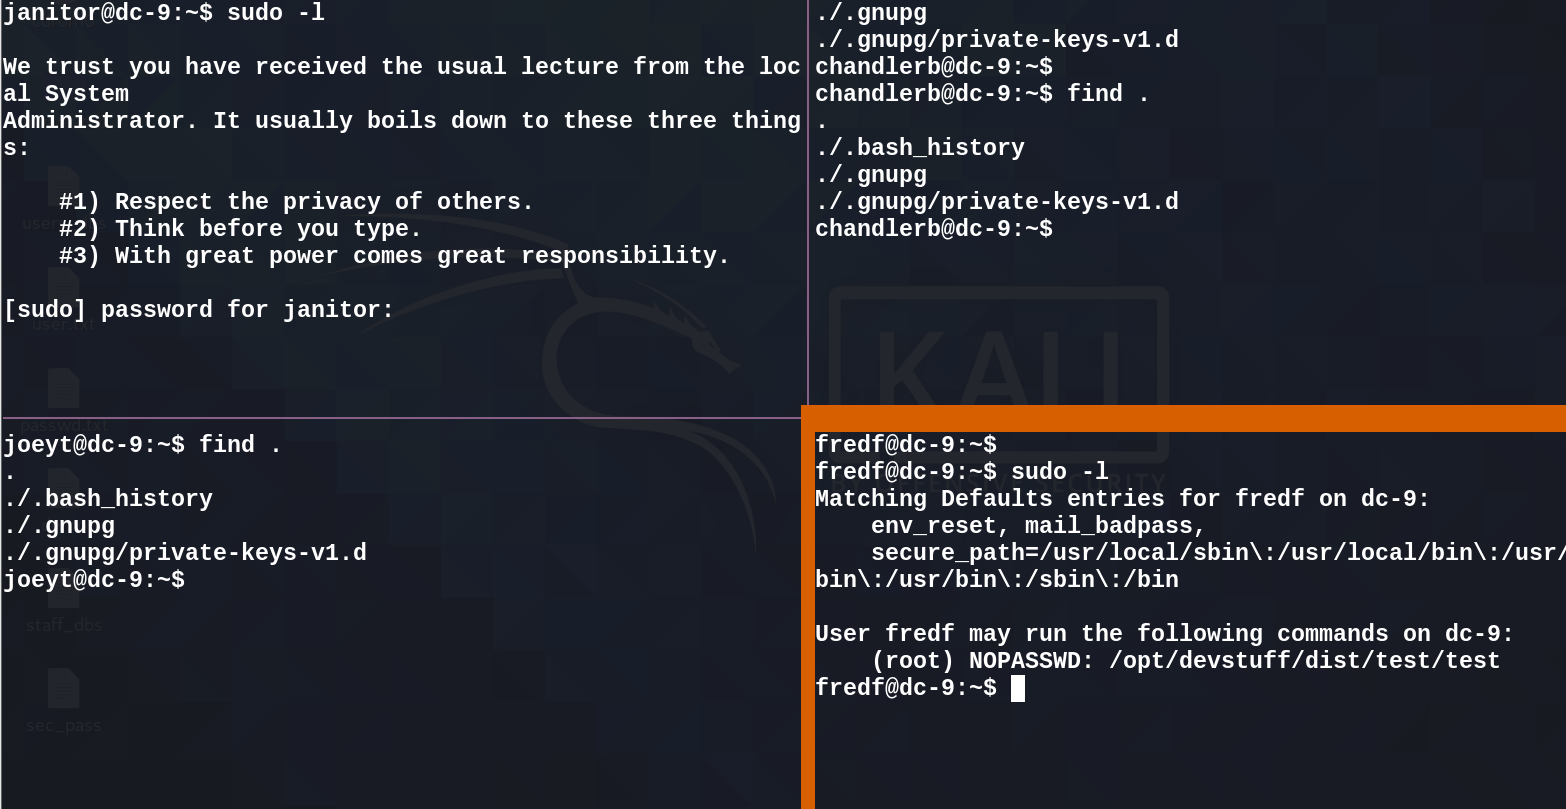 janitor@dc-9:~$ sudo -l
We trust you have received the usual lecture from the loc
al System
Administrator. It usually boils down to these three thing
s:
#1) Respect the privacy of others.
#2) Think before you type.
#3) With great power comes great responsibility.
[sudo] password for janitor:
./.gnupg
./.gnupg/private-keys-v1.d
chandlerb@dc-9:~$
chandlerb@dc-9:~$ find .
.
./.bash_history
./.gnupg
./.gnupg/private-keys-v1.d
chandlerb@dc-9:~$
joeyt@dc-9:~$ find .
.
./.bash_history
./.gnupg
./.gnupg/private-keys-v1.d
joeyt@dc-9:~$
fredf@dc-9:~$
fredf@dc-9:~$ sudo -l
Matching Defaults entries for fredf on dc-9:
env_reset, mail_badpass,
secure_path=/usr/local/sbin\:/usr/local/bin\:/usr/
bin\:/usr/bin\:/sbin\:/bin
User fredf may run the following commands on dc-9:
(root) NOPASSWD: /opt/devstuff/dist/test/test
fredf@dc-9:~$
user.txt
passwd.txt
staff_dbs
sec_pass
KALI